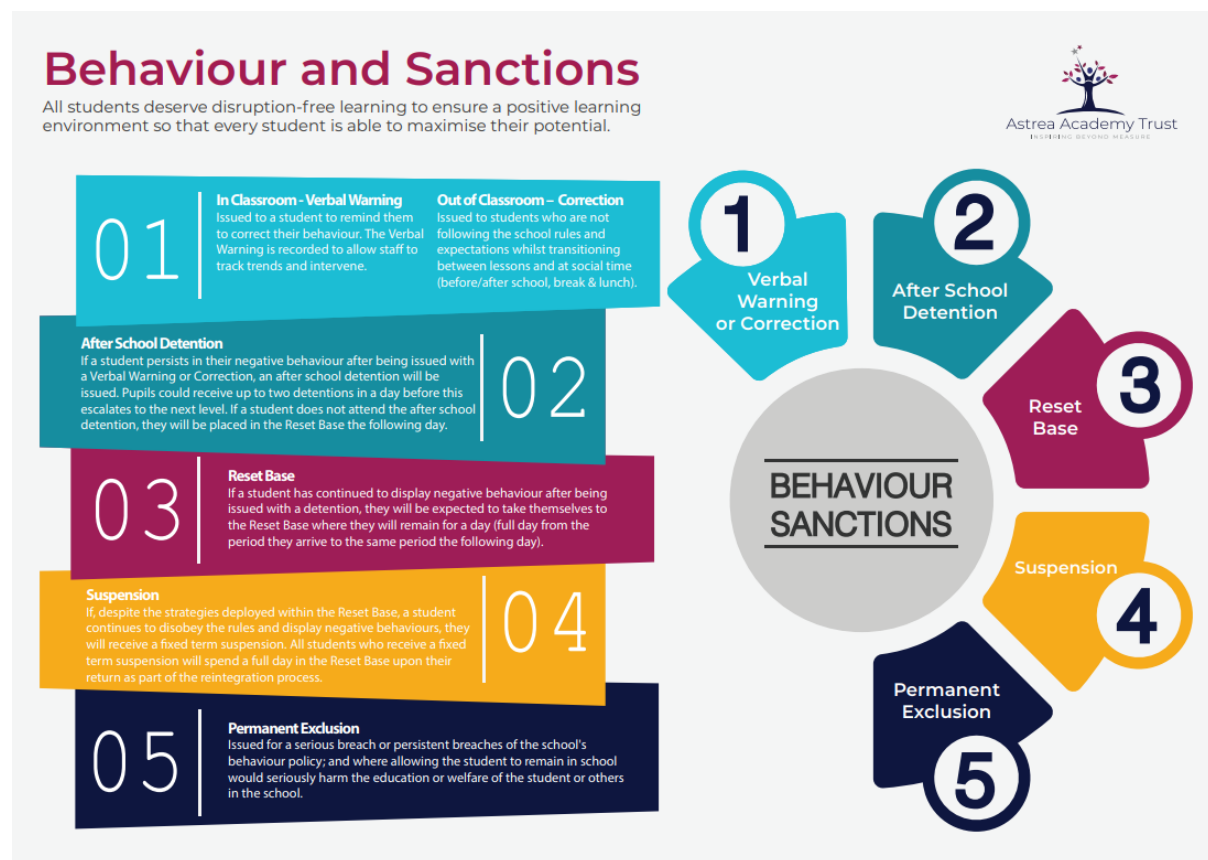 Behaviour and Sanctions
All students deserve disruption-free learning to ensure a positive learning
environment so that every student is able to maximise their potential.
Astrea Academy Trust
INSPIRING BEYOND MEASURE
01
In Classroom - Verbal Warning
Issued to a student to remind them
to correct their behaviour. The Verbal
Warning is recorded to allow staff to
track trends and intervene.
Out of Classroom – Correction
Issued to students who are not
following the school rules and
expectations whilst transitioning
between lessons and at social time
(before/after school, break & lunch).
After School Detention
If a student persists in their negative behaviour after being issued with
a Verbal Warning or Correction, an after school detention will be
issued. Pupils could receive up to two detentions in a day before this
escalates to the next level. If a student does not attend the after school
detention, they will be placed in the Reset Base the following day.
02
03
Reset Base
If a student has continued to display negative behaviour after being
issued with a detention, they will be expected to take themselves to
the Reset Base where they will remain for a day (full day from the
period they arrive to the same period the following day).
Suspension
If, despite the strategies deployed within the Reset Base, a student
continues to disobey the rules and display negative behaviours, they
will receive a fixed term suspension. All students who receive a fixed
term suspension will spend a full day in the Reset Base upon their
return as part of the reintegration process.
04
05
Permanent Exclusion
Issued for a serious breach or persistent breaches of the school's
behaviour policy; and where allowing the student to remain in school
would seriously harm the education or welfare of the student or others
in the school.
1
Verbal
Warning
or Correction
2
After School
Detention
3
Reset
Base
BEHAVIOUR
SANCTIONS
Suspension
4
Permanent
Exclusion
5